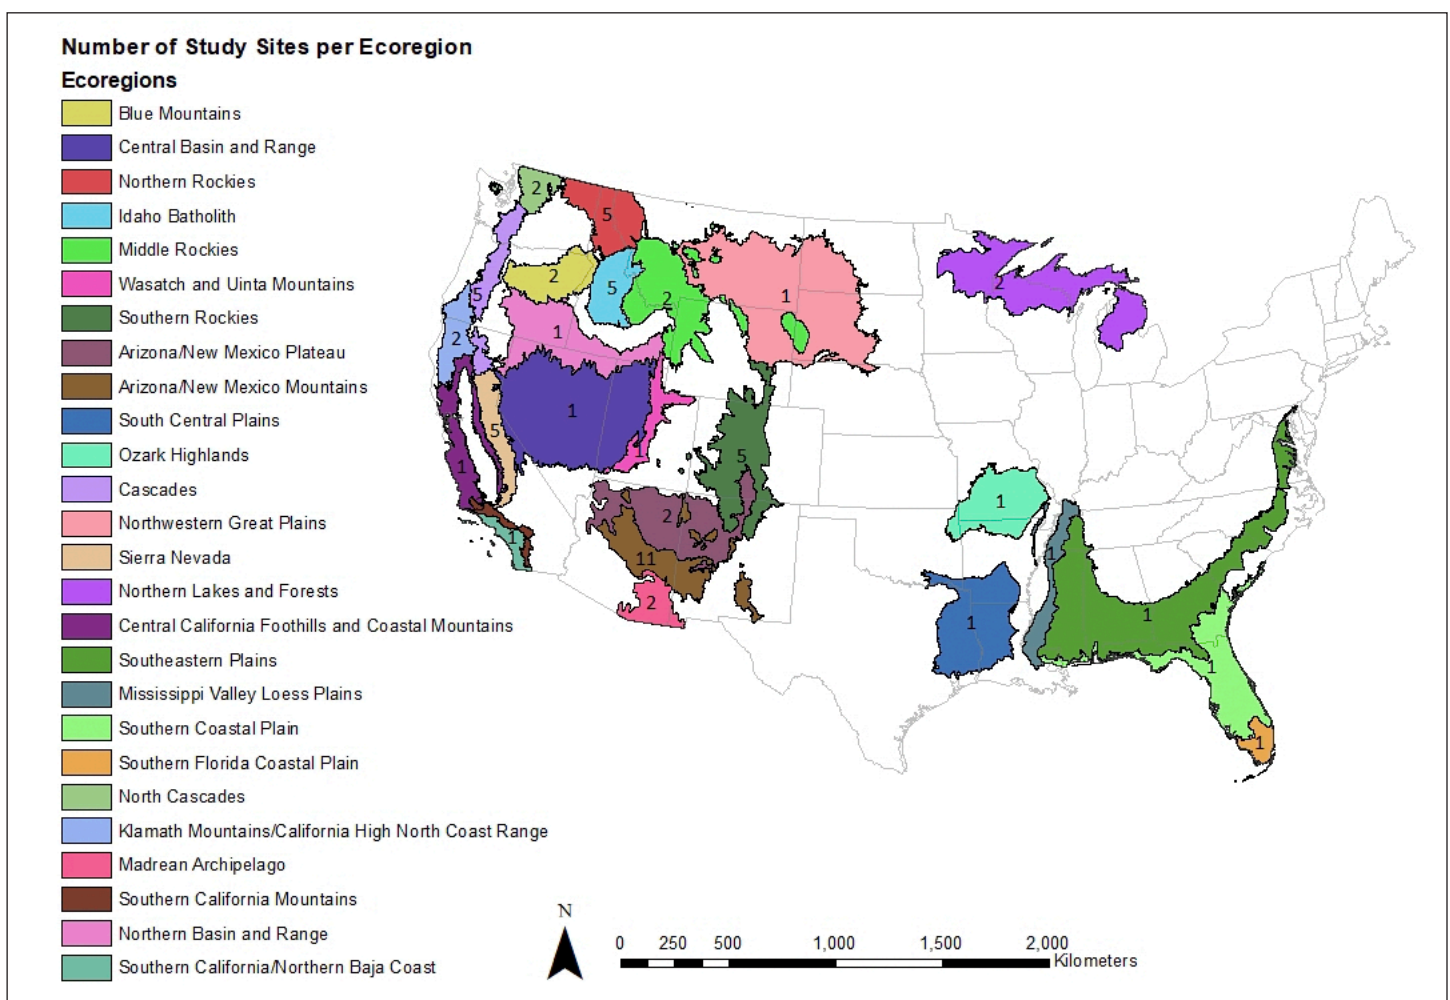 Number of Study Sites per Ecoregion
Ecoregions
Blue Mountains
Central Basin and Range
Northern Rockies
Idaho Batholith
Middle Rockies
Wasatch and Uinta Mountains
Southern Rockies
Arizona/New Mexico Plateau
Arizona/New Mexico Mountains
South Central Plains
Ozark Highlands
Cascades
Northwestern Great Plains
Sierra Nevada
Northern Lakes and Forests
Central California Foothills and Coastal Mountains
Southeastern Plains
Mississippi Valley Loess Plains
Southern Coastal Plain
Southern Florida Coastal Plain
North Cascades
Klamath Mountains/California High North Coast Range
Madrean Archipelago
Southern California Mountains
Northern Basin and Range
Southern California/Northern Baja Coast
2
5
2
5
2
1
2
5
1
2
1
5
1
1
5
1
2
1
1
11
2
1
1
1
1
1
1
N
0 250 500 1,000 1,500 2,000
Kilometers